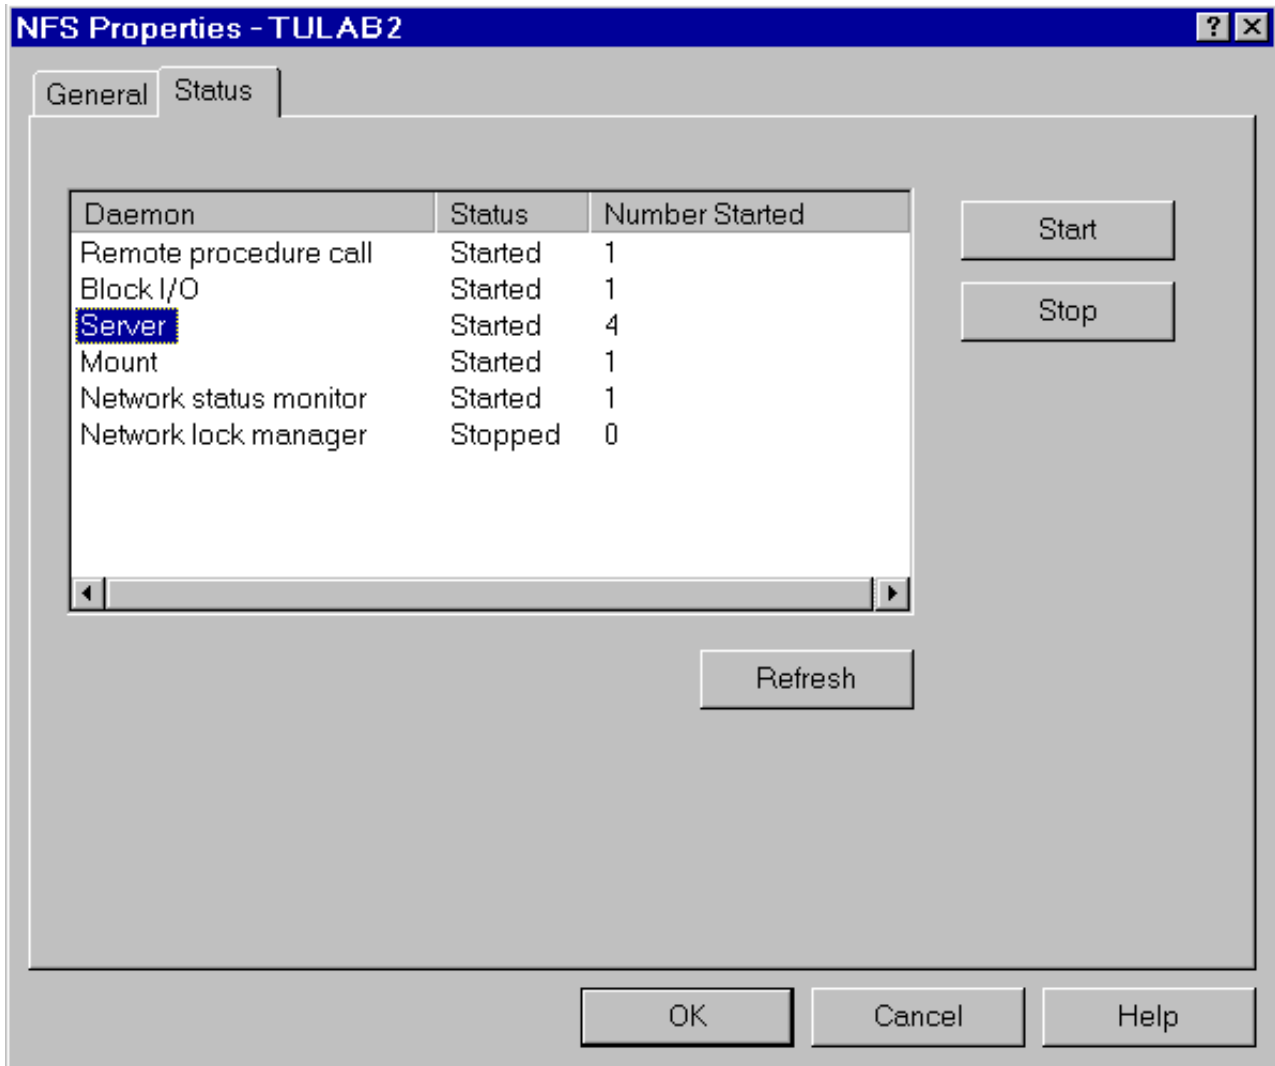 NFS Properties - TULAB2
? X
General Status
Daemon Status Number Started
Remote procedure call Started 1
Block I/O Started 1
Server Started 4
Mount Started 1
Network status monitor Started 1
Network lock manager Stopped 0
Start
Stop
Refresh
OK Cancel Help